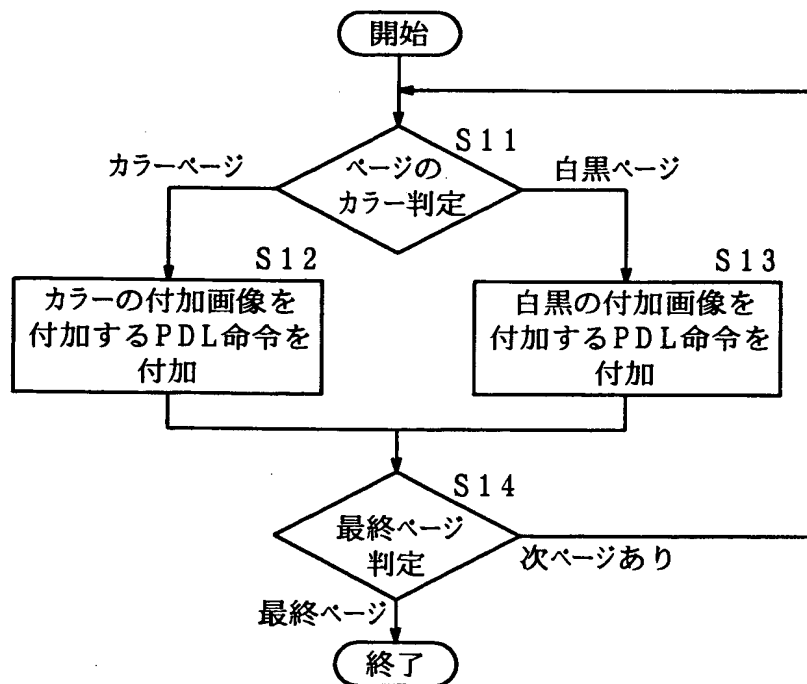 開始
S11
ページの
カラー判定
カラーページ
白黒ページ
S12
カラーの付加画像を
付加するPDL命令を
付加
S13
白黒の付加画像を
付加するPDL命令を
付加
S14
最終ページ
判定
次ページあり
最終ページ
終了